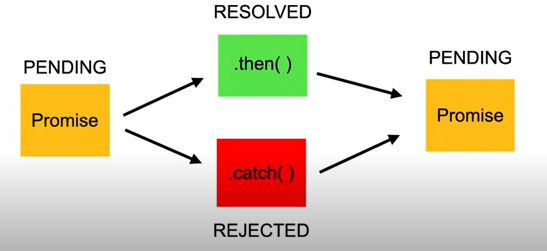 RESOLVED
PENDING
Promise
.then( )
.catch( )
REJECTED
PENDING
Promise